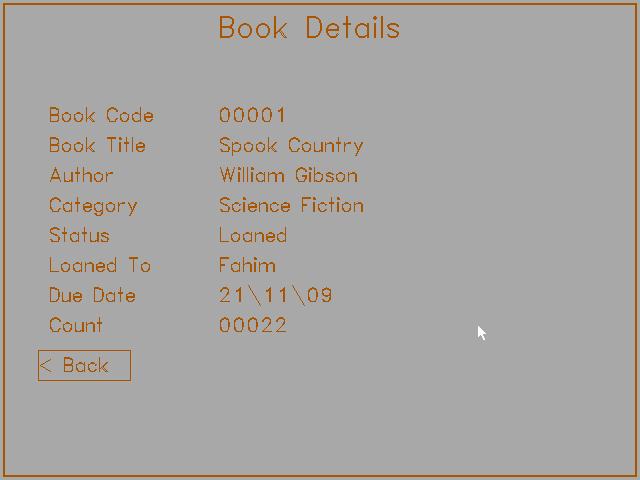 Book Details
Book Code 00001
Book Title Spook Country
Author William Gibson
Category Science Fiction
Status Loaned
Loaned To Fahim
Due Date 21\11\09
Count 00022
< Back